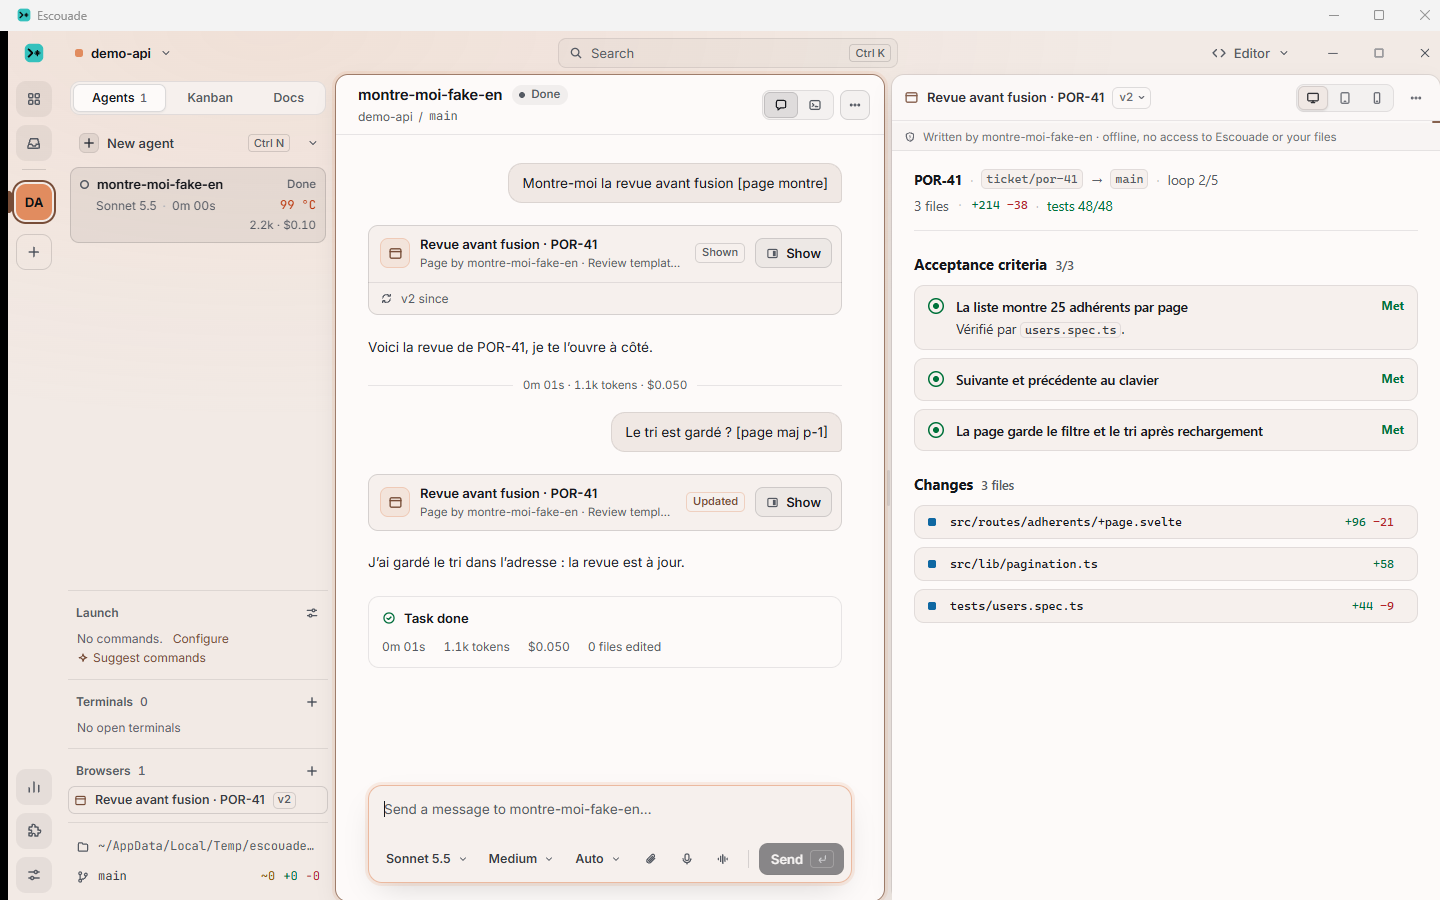 Escouade
demo-api
Search
Ctrl K
Editor
Agents 1
Kanban
Docs
New agent
Ctrl N
DA
montre-moi-fake-en
Done
Sonnet 5.5 · 0m 00s
99 °C
2.2k · $0.10
Launch
No commands. Configure
Suggest commands
Terminals 0
No open terminals
Browsers 1
Revue avant fusion · POR-41 v2
~/AppData/Local/Temp/escouade…
main
~0 +0 -0
montre-moi-fake-en
Done
demo-api / main
Montre-moi la revue avant fusion [page montre]
Revue avant fusion · POR-41
Page by montre-moi-fake-en · Review templat…
Shown
Show
v2 since
Voici la revue de POR-41, je te l’ouvre à côté.
0m 01s · 1.1k tokens · $0.050
Le tri est gardé ? [page maj p-1]
Revue avant fusion · POR-41
Page by montre-moi-fake-en · Review templ…
Updated
Show
J’ai gardé le tri dans l’adresse : la revue est à jour.
Task done
0m 01s 1.1k tokens $0.050 0 files edited
Send a message to montre-moi-fake-en…
Sonnet 5.5
Medium
Auto
Send
Revue avant fusion · POR-41
v2
Written by montre-moi-fake-en · offline, no access to Escouade or your files
POR-41 · ticket/por-41 → main · loop 2/5
3 files · +214 −38 · tests 48/48
Acceptance criteria 3/3
La liste montre 25 adhérents par page
Met
Vérifié par users.spec.ts.
Suivante et précédente au clavier
Met
La page garde le filtre et le tri après rechargement
Met
Changes 3 files
src/routes/adherents/+page.svelte
+96 −21
src/lib/pagination.ts
+58
tests/users.spec.ts
+44 −9